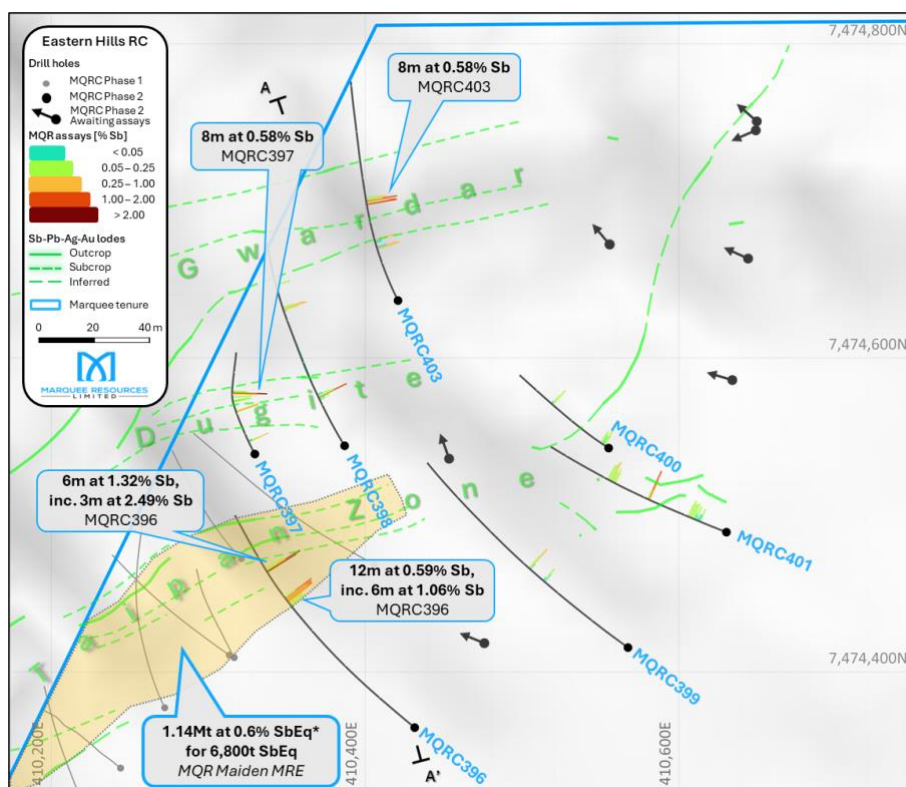 Eastern Hills RC
Drill holes
MQRC Phase 1
MQRC Phase 2
MQRC Phase 2
Awaiting assays
MQR assays [% Sb]
< 0.05
0.05 – 0.25
0.25 – 1.00
1.00 – 2.00
> 2.00
Sb-Pb-Ag-Au lodes
Outcrop
Subcrop
Inferred
Marquee tenure
0 20 40 m
MARQUEE RESOURCES
LIMITED
7,474,800N
A
8m at 0.58% Sb
MQRC403
8m at 0.58% Sb
MQRC397
Gwardar
MQRC403
7,474,600N
Dugite
MQRC400
MQRC397
MQRC398
6m at 1.32% Sb,
inc. 3m at 2.49% Sb
MQRC396
Taipan Zone
MQRC401
12m at 0.59% Sb,
inc. 6m at 1.06% Sb
MQRC396
7,474,400N
MQRC399
1.14Mt at 0.6% SbEq*
for 6,800t SbEq
MQR Maiden MRE
MQRC396
A'
410,200E
410,400E
410,600E